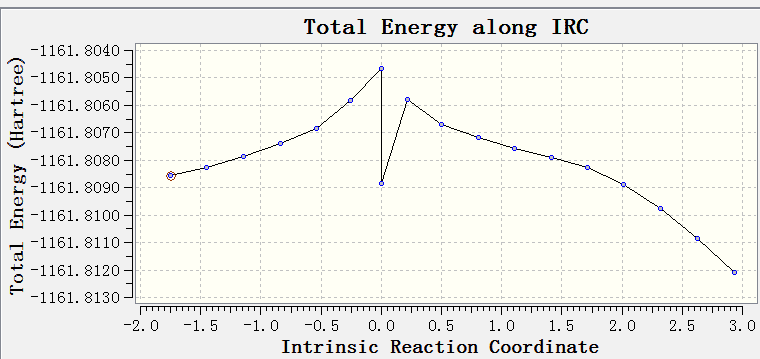 Total Energy along IRC
Total Energy (Hartree)
-1161.8040
-1161.8050
-1161.8060
-1161.8070
-1161.8080
-1161.8090
-1161.8100
-1161.8110
-1161.8120
-1161.8130
-2.0 -1.5 -1.0 -0.5 0.0 0.5 1.0 1.5 2.0 2.5 3.0
Intrinsic Reaction Coordinate